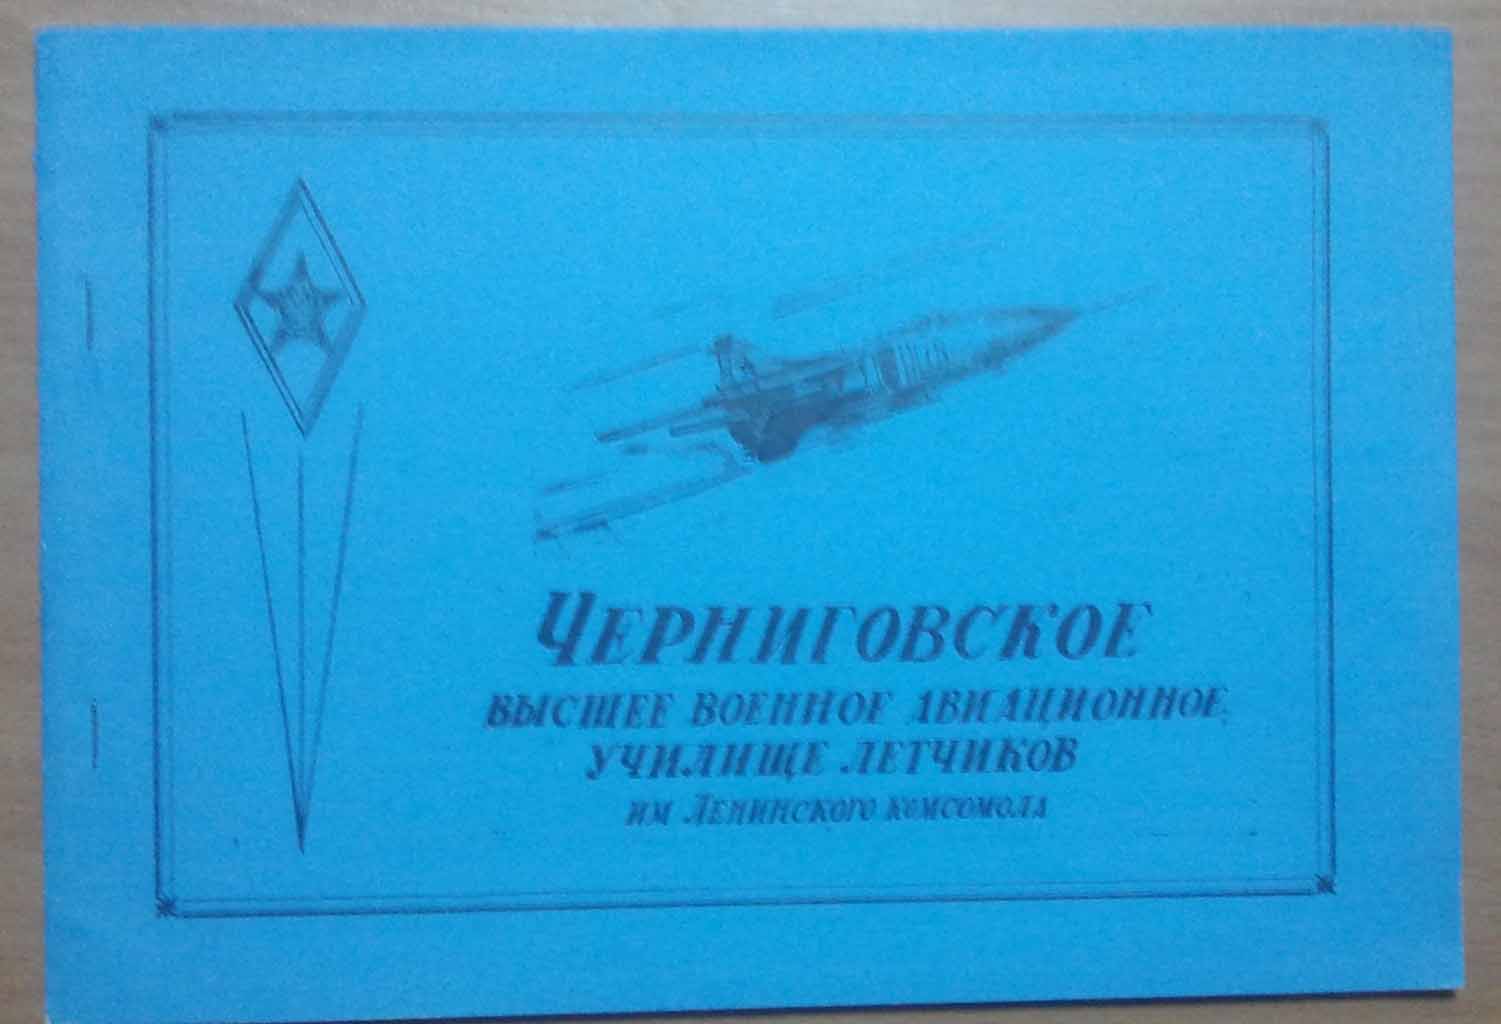 ЧЕРНИГОВСКОЕ
ВЫСШЕЕ ВОЕННОЕ АВИАЦИОННОЕ
УЧИЛИЩЕ ЛЕТЧИКОВ
ИМ ЛЕНИНСКОГО КОМСОМОЛА